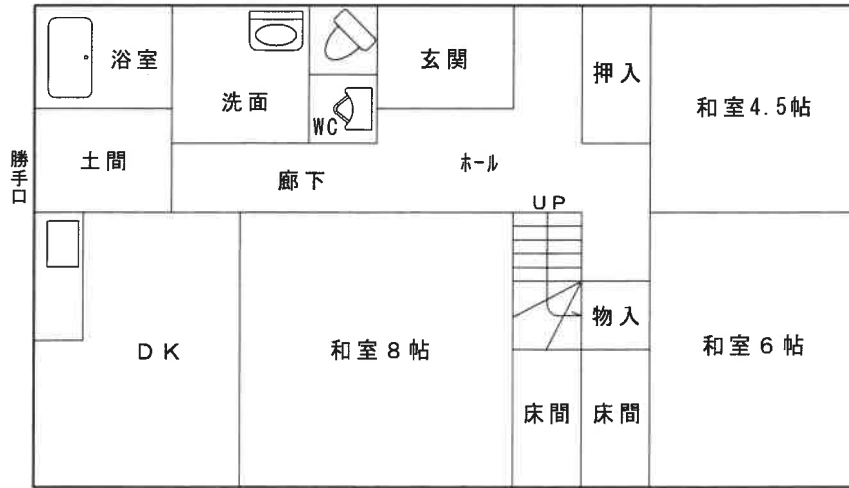 浴室
洗面
WC
玄関
押入
和室4.5帖
勝手口
土間
廊下
ﾎｰﾙ
UP
DK
和室8帖
物入
和室6帖
床間
床間